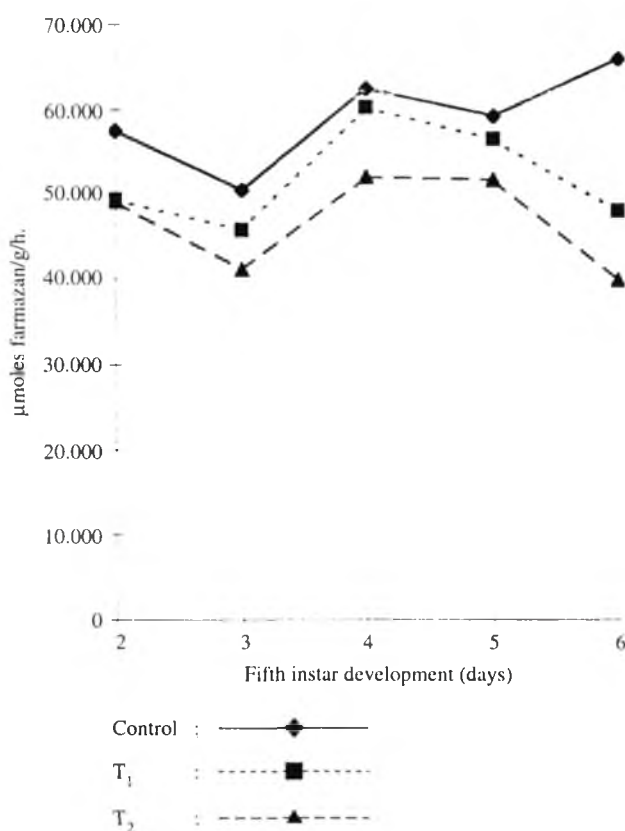 70.000
60.000
50.000
40.000
30.000
20.000
10.000
0
µmoles farmazan/g/h.
2 3 4 5 6
Fifth instar development (days)
Control :
T₁ :
T₂ :